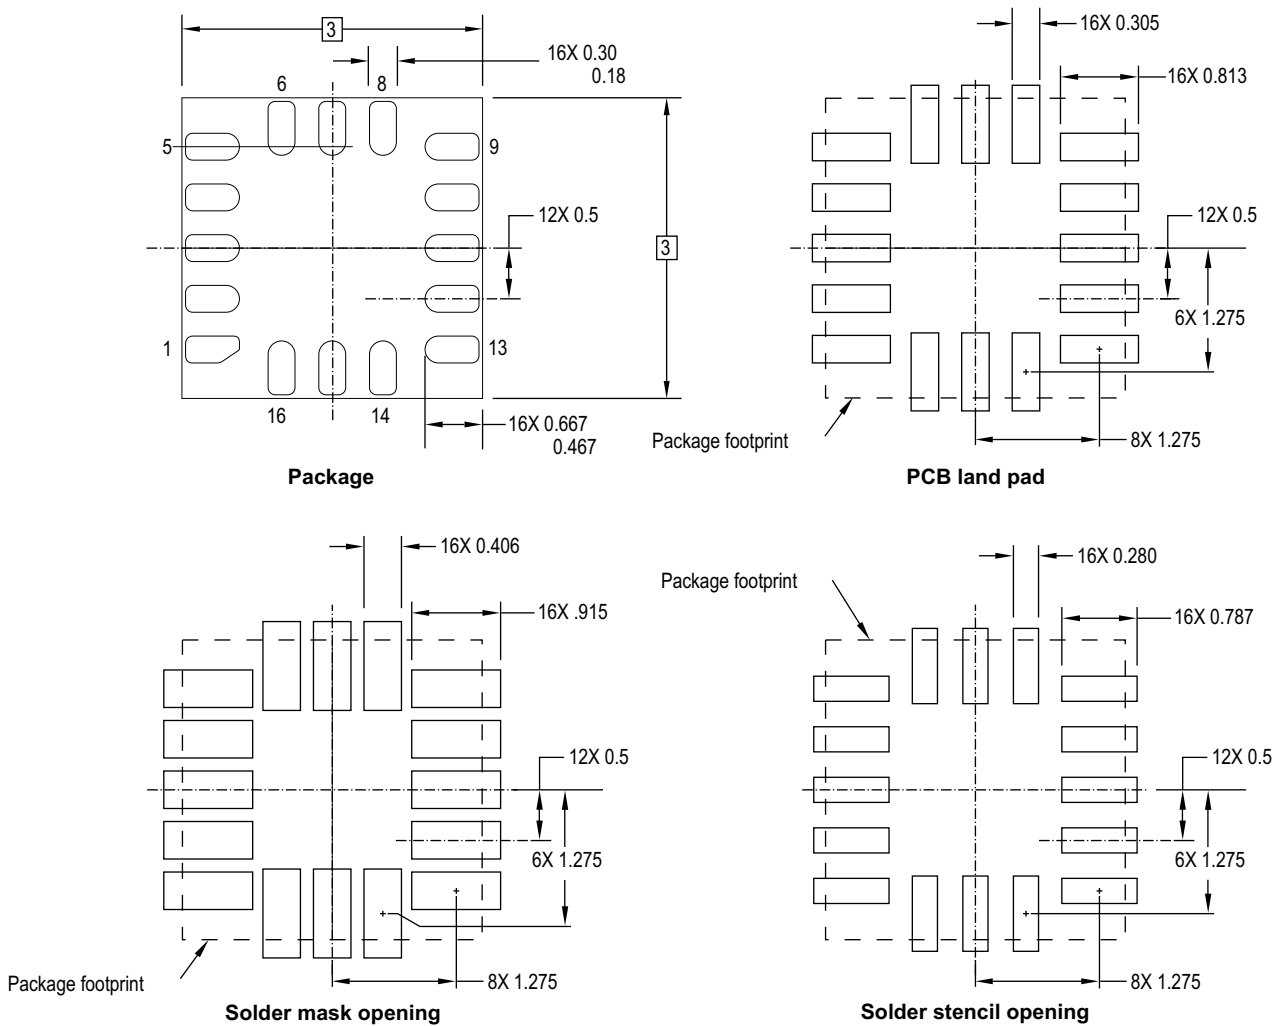 3
16X 0.30
0.18
6
8
5
9
12X 0.5
3
1
13
16
14
16X 0.667
0.467
Package
16X 0.305
16X 0.813
12X 0.5
6X 1.275
Package footprint
8X 1.275
PCB land pad
16X 0.406
16X .915
12X 0.5
6X 1.275
8X 1.275
Package footprint
Solder mask opening
16X 0.280
Package footprint
16X 0.787
12X 0.5
6X 1.275
8X 1.275
Solder stencil opening